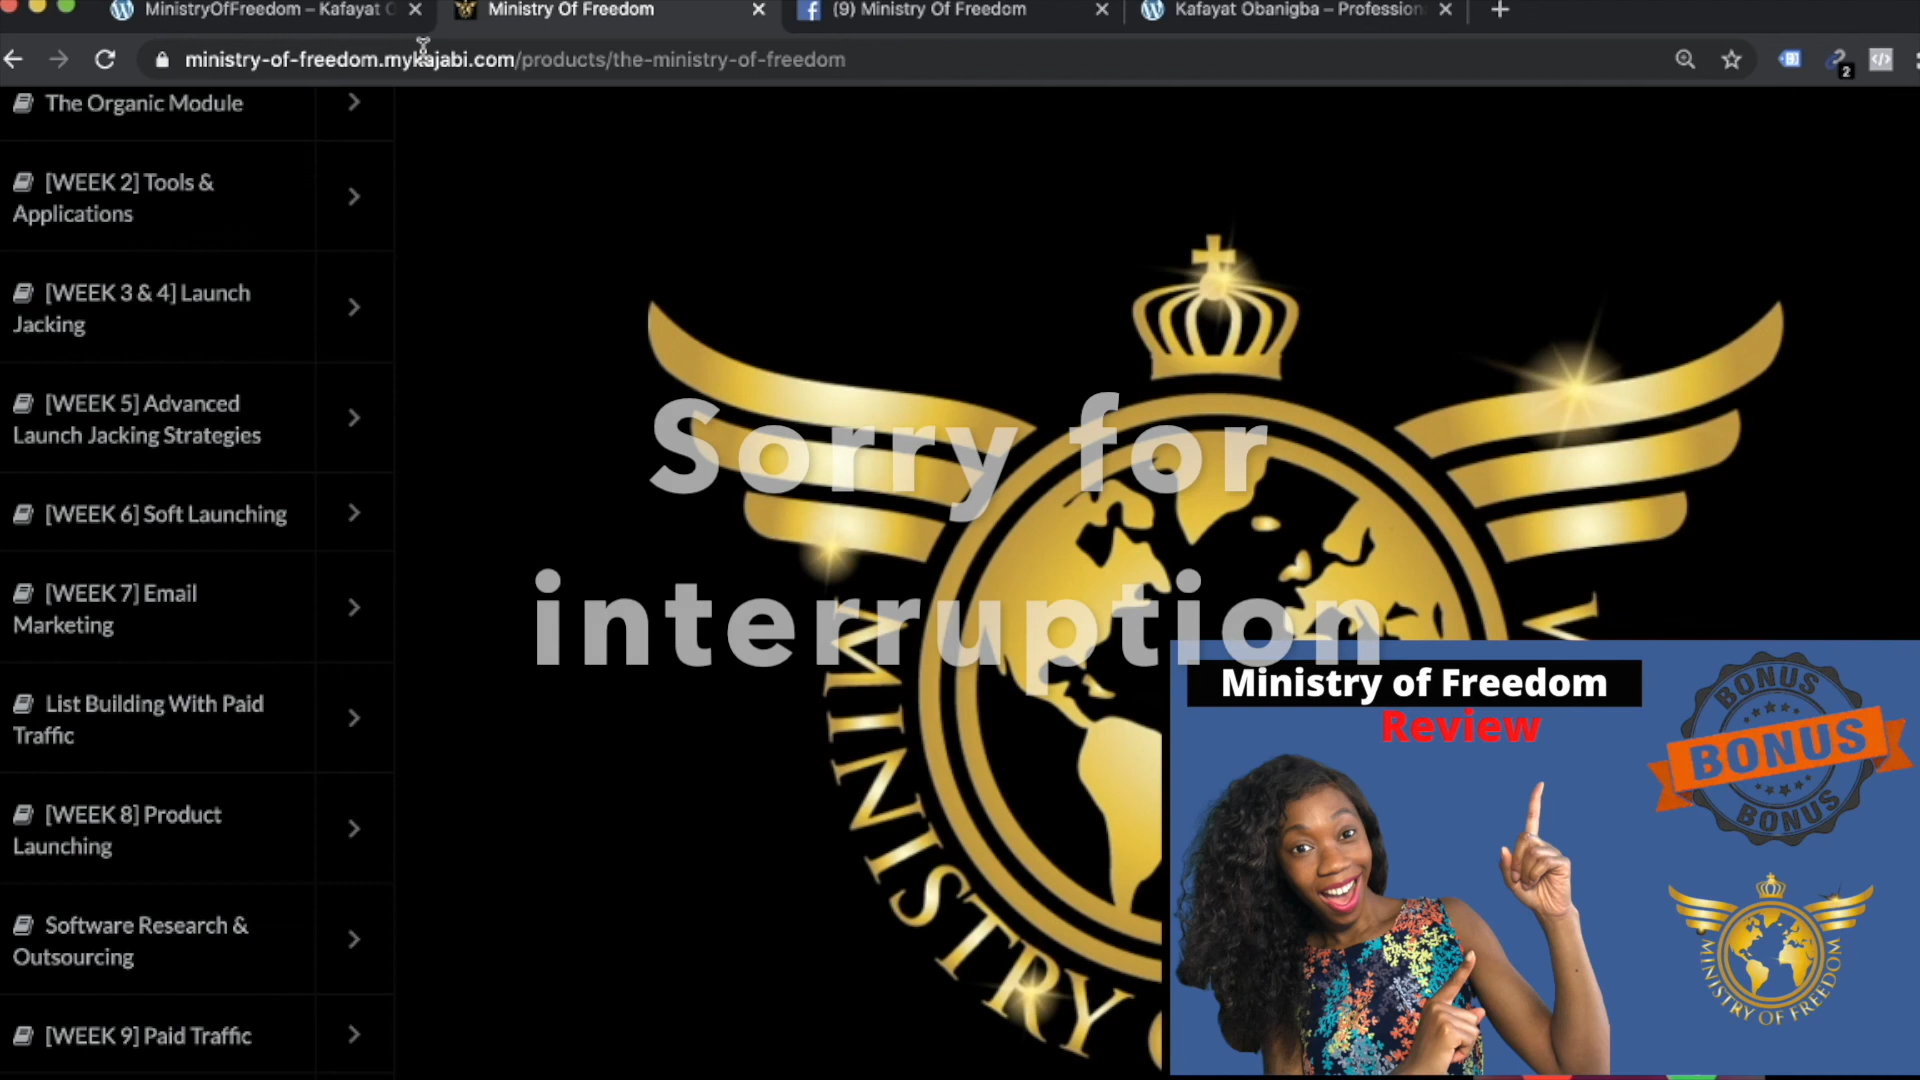 MinistryOfFreedom – Kafayat O
Ministry Of Freedom
(9) Ministry Of Freedom
Kafayat Obanigba – Profession
ministry-of-freedom.mykajabi.com/products/the-ministry-of-freedom
2
The Organic Module
[WEEK 2] Tools &
Applications
[WEEK 3 & 4] Launch
Jacking
[WEEK 5] Advanced
Launch Jacking Strategies
[WEEK 6] Soft Launching
[WEEK 7] Email
Marketing
List Building With Paid
Traffic
[WEEK 8] Product
Launching
Software Research &
Outsourcing
[WEEK 9] Paid Traffic
Sorry for
interruption
MINISTRY
Ministry of Freedom
Review
BONUS
BONUS
BONUS
MINISTRY OF FREEDOM